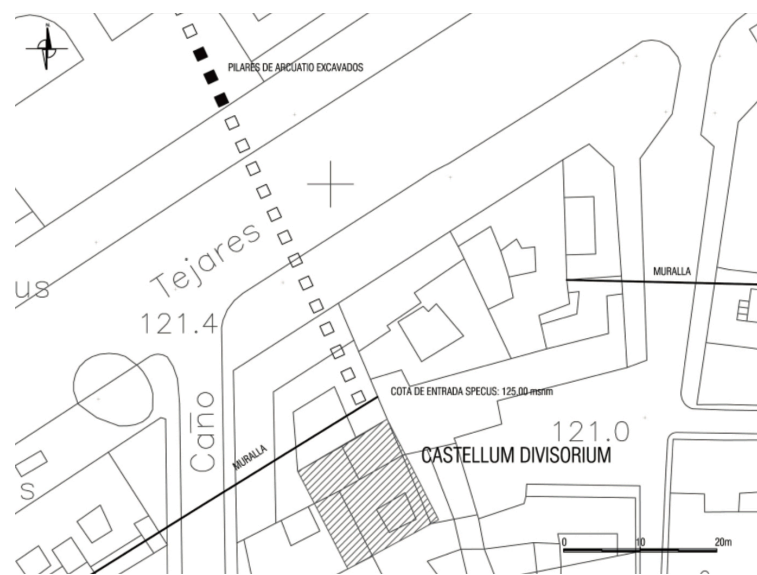 N
PILARES DE ARCUATIO EXCAVADOS
Tejares
us
MURALLA
121.4
COTA DE ENTRADA SPECUS: 125,00 msnm
Caño
121.0
MURALLA
CASTELLUM DIVISORIUM
s
0 10 20m